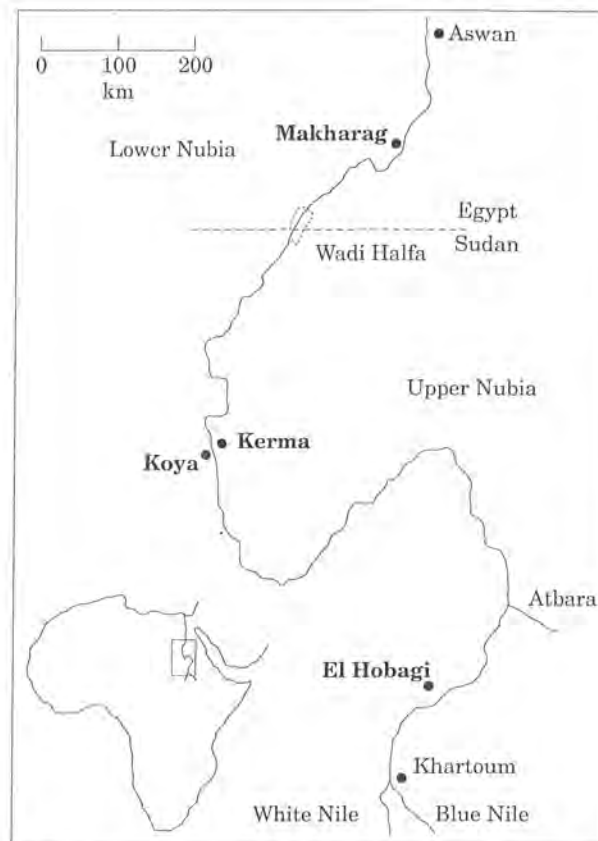 Aswan
0 100 200
km
Makharag
Lower Nubia
Egypt
Wadi Halfa
Sudan
Upper Nubia
Kerma
Koya
Atbara
El Hobagi
Khartoum
White Nile
Blue Nile